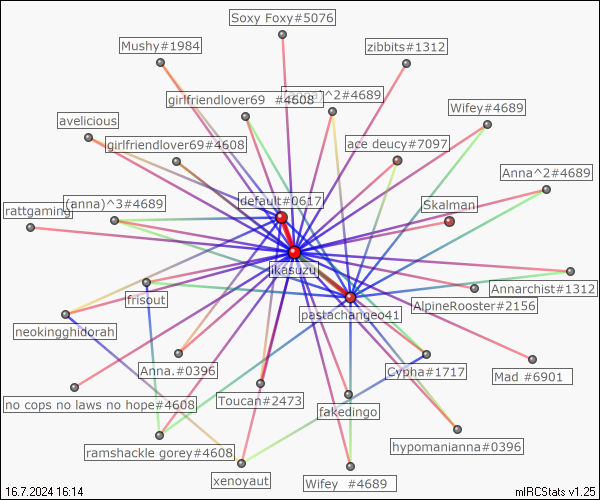 Soxy Foxy#5076
Mushy#1984
zibbits#1312
girlfriendlover69 #4608
(anna)^2#4689
Wifey#4689
avelicious
girlfriendlover69#4608
ace deucy#7097
Anna^2#4689
rattgaming
(anna)^3#4689
default#0617
Skalman
ikasuzu
frisout
pastachangeo41
AlpineRooster#2156
Annarchist#1312
neokingghidorah
Anna.#0396
Toucan#2473
Cypha#1717
Mad #6901
no cops no laws no hope#4608
fakedingo
ramshackle gorey#4608
hypomanianna#0396
xenoyaut
Wifey #4689
16.7.2024 16:14
mIRCStats v1.25